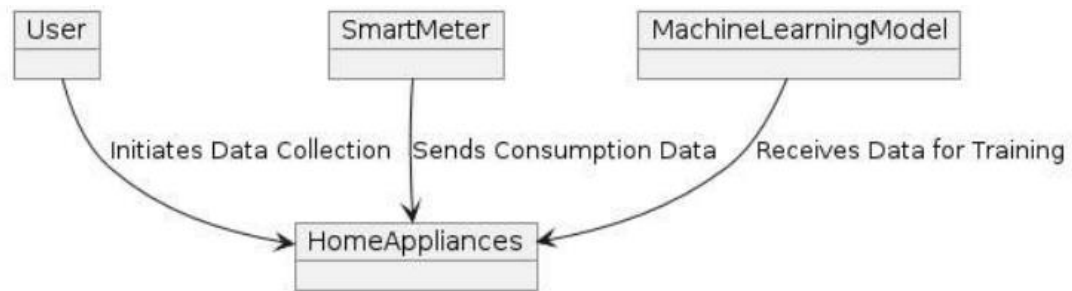 User
SmartMeter
MachineLearningModel
Initiates Data Collection
Sends Consumption Data
Receives Data for Training
HomeAppliances